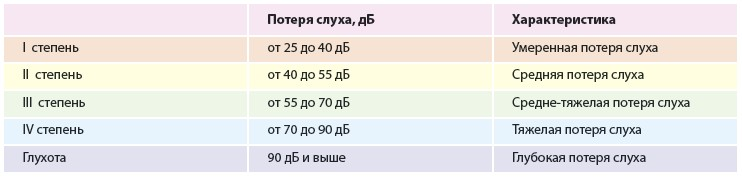 Потеря слуха, дБ Характеристика
I степень от 25 до 40 дБ Умеренная потеря слуха
II степень от 40 до 55 дБ Средняя потеря слуха
III степень от 55 до 70 дБ Средне-тяжелая потеря слуха
IV степень от 70 до 90 дБ Тяжелая потеря слуха
Глухота 90 дБ и выше Глубокая потеря слуха